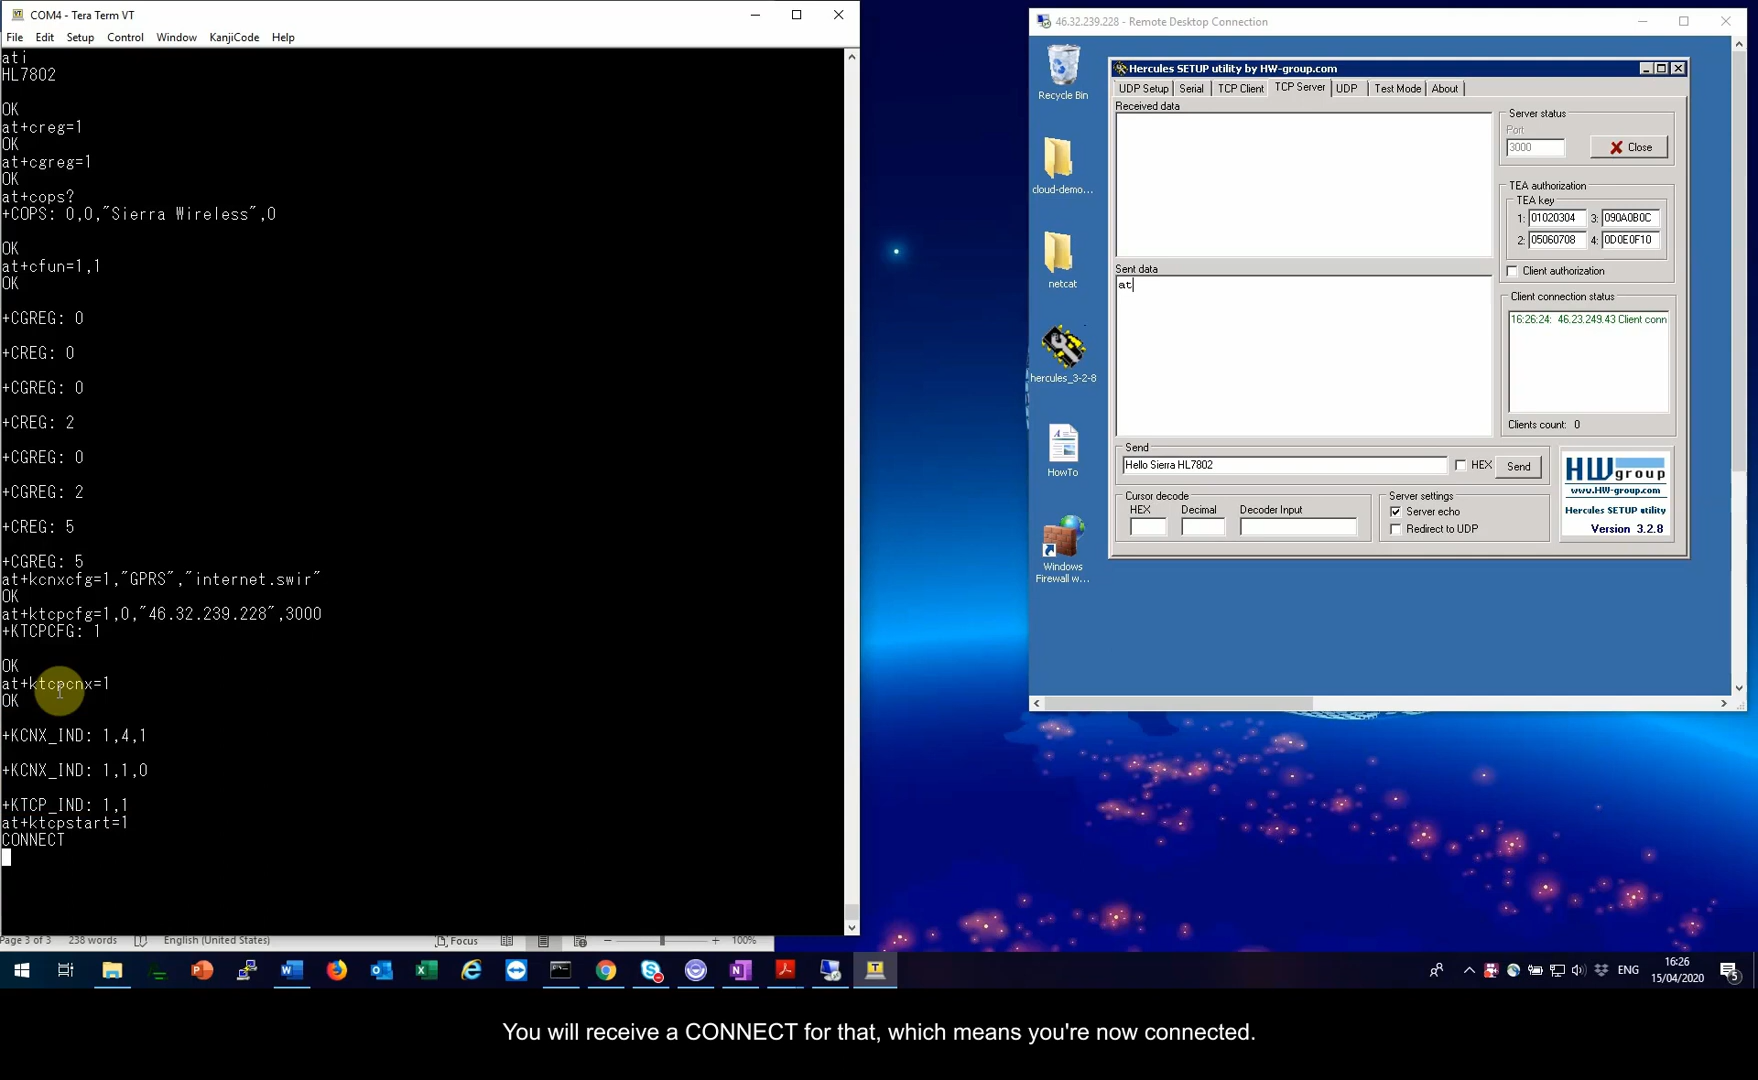 COM4 - Tera Term VT
File Edit Setup Control Window KanjiCode Help
ati
HL7802
OK
at+creg=1
OK
at+cgreg=1
OK
at+cops?
+COPS: 0,0,"Sierra Wireless",0
OK
at+cfun=1,1
OK
+CGREG: 0
+CREG: 0
+CGREG: 0
+CREG: 2
+CGREG: 0
+CGREG: 2
+CREG: 5
+CGREG: 5
at+kcnxcfg=1,"GPRS","internet.swir"
OK
at+ktcpcfg=1,0,"46.32.239.228",3000
+KTCPCFG: 1
OK
at+ktcpcnx=1
OK
+KCNX_IND: 1,4,1
+KCNX_IND: 1,1,0
+KTCP_IND: 1,1
at+ktcpstart=1
CONNECT
Page 3 of 3 238 words English (United States) Focus 100%
46.32.239.228 - Remote Desktop Connection
Recycle Bin
cloud-demo...
netcat
hercules_3-2-8
HowTo
Windows
Firewall w...
Hercules SETUP utility by HW-group.com
UDP Setup Serial TCP Client TCP Server UDP Test Mode About
Received data
Sent data
at
Server status
Port
3000 Close
TEA authorization
TEA key
1: 01020304 3: 090A0B0C
2: 05060708 4: 0D0E0F10
Client authorization
Client connection status
16:26:24: 46.23.249.43 Client conn
Clients count: 0
Send
Hello Sierra HL7802 HEX Send
Cursor decode
HEX Decimal Decoder Input
Server settings
Server echo
Redirect to UDP
HWgroup
www.HW-group.com
Hercules SETUP utility
Version 3.2.8
ENG
16:26
15/04/2020
5
You will receive a CONNECT for that, which means you're now connected.